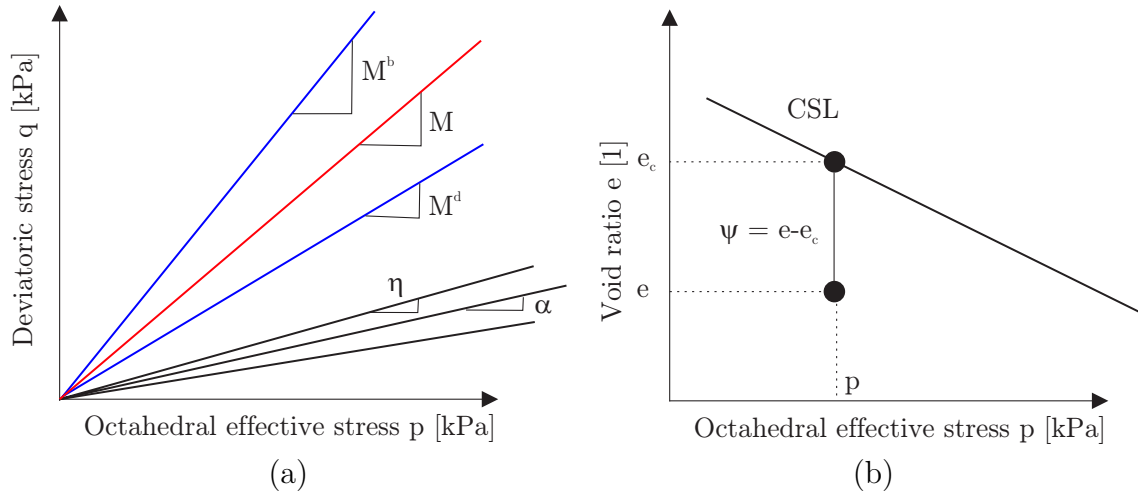 Deviatoric stress q [kPa]
M^b
M
M^d
η
α
Octahedral effective stress p [kPa]
(a)
Void ratio e [1]
CSL
e_c
ψ = e-e_c
e
p
Octahedral effective stress p [kPa]
(b)